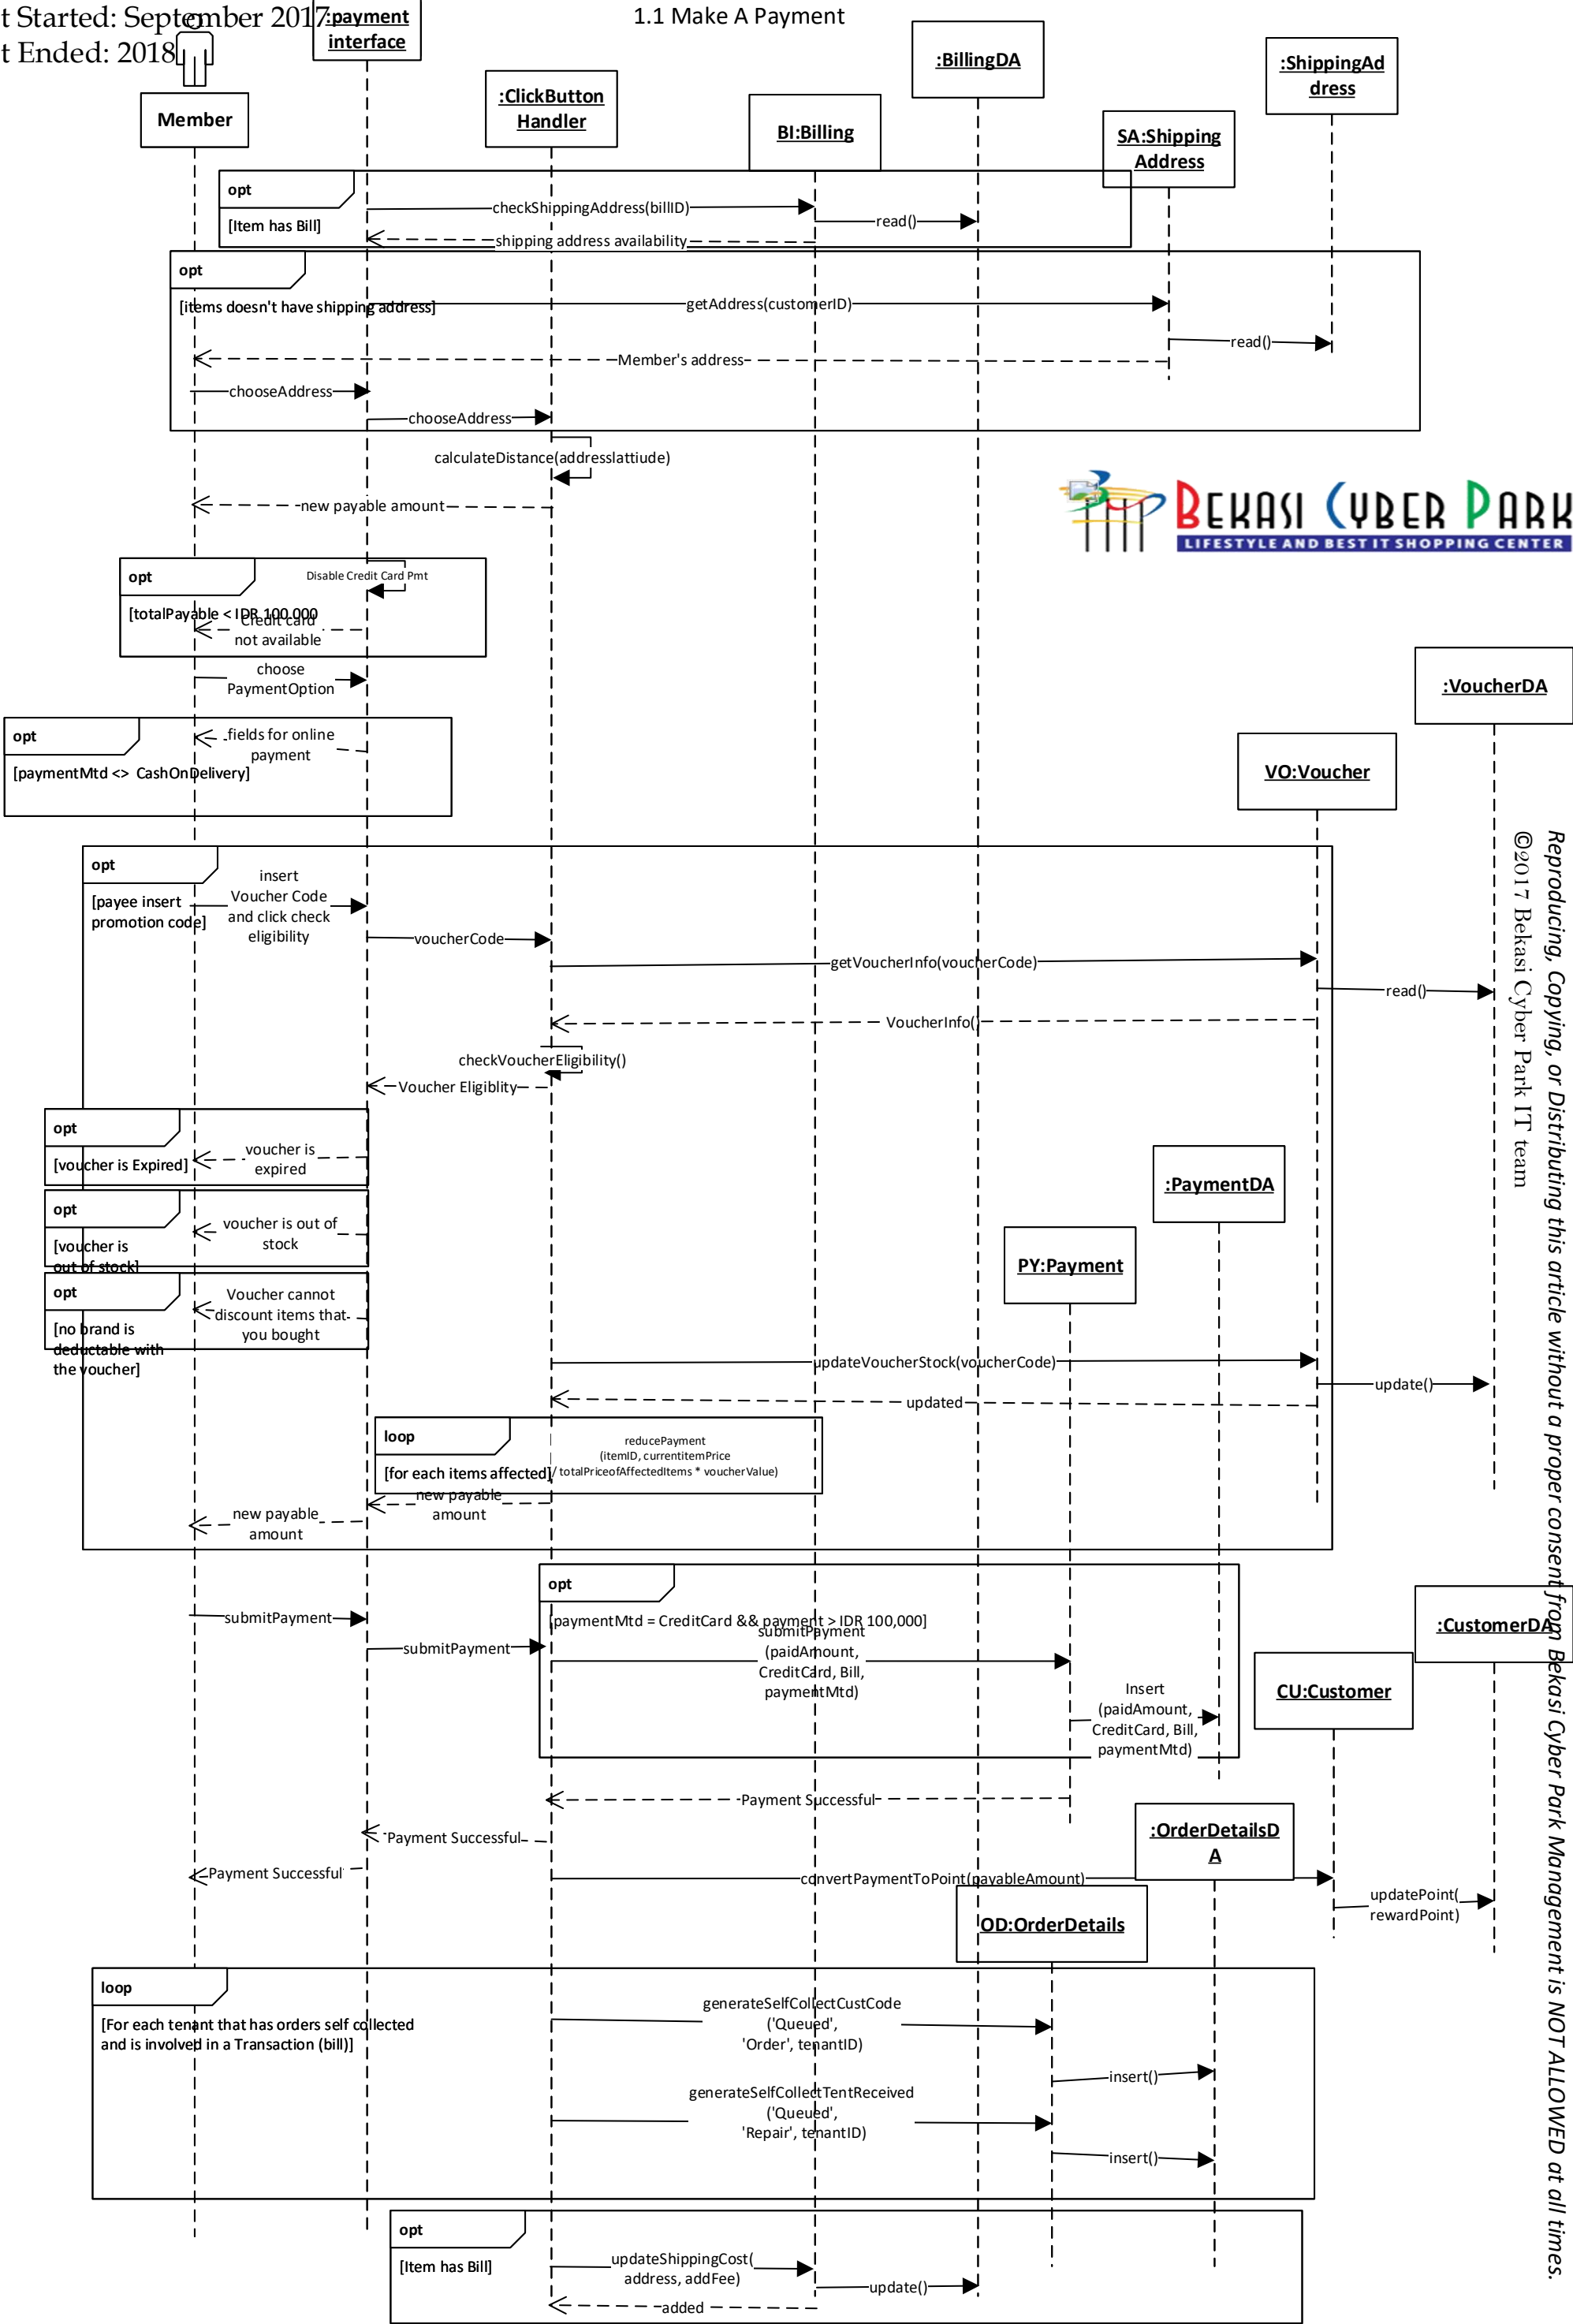 t Started: September 2017
t Ended: 2018
1.1 Make A Payment
:payment
interface
:BillingDA
:ShippingAd
dress
:ClickButton
Handler
Member
BI:Billing
SA:Shipping
Address
opt
[Item has Bill]
checkShippingAddress(billID)
read()
shipping address availability
opt
[items doesn't have shipping address]
getAddress(customerID)
read()
Member's address
chooseAddress
chooseAddress
calculateDistance(addresslattiude)
new payable amount
BEKASI CYBER PARK
LIFESTYLE AND BEST IT SHOPPING CENTER
opt
Disable Credit Card Pmt
[totalPayable < IDR 100,000
Credit card
not available
choose
PaymentOption
:VoucherDA
opt
fields for online
payment
[paymentMtd <> CashOnDelivery]
VO:Voucher
opt
[payee insert
promotion code]
insert
Voucher Code
and click check
eligibility
voucherCode
getVoucherInfo(voucherCode)
read()
VoucherInfo()
checkVoucherEligibility()
Voucher Eligiblity
opt
[voucher is Expired]
voucher is
expired
:PaymentDA
opt
[voucher is
out of stock]
voucher is out of
stock
PY:Payment
opt
[no brand is
deductable with
the voucher]
Voucher cannot
discount items that
you bought
updateVoucherStock(voucherCode)
update()
updated
loop
[for each items affected]
reducePayment
(itemID, currentitemPrice
/ totalPriceofAffectedItems * voucherValue)
new payable
amount
new payable
amount
opt
[paymentMtd = CreditCard && payment > IDR 100,000]
submitPayment
submitPayment
submitPayment
(paidAmount,
CreditCard, Bill,
paymentMtd)
:CustomerDA
CU:Customer
Insert
(paidAmount,
CreditCard, Bill,
paymentMtd)
Payment Successful
Payment Successful
Payment Successful
:OrderDetailsD
A
convertPaymentToPoint(payableAmount)
updatePoint(
rewardPoint)
OD:OrderDetails
loop
[For each tenant that has orders self collected
and is involved in a Transaction (bill)]
generateSelfCollectCustCode
('Queued',
'Order', tenantID)
insert()
generateSelfCollectTentReceived
('Queued',
'Repair', tenantID)
insert()
opt
[Item has Bill]
updateShippingCost(
address, addFee)
update()
added
Reproducing, Copying, or Distributing this article without a proper consent from Bekasi Cyber Park Management is NOT ALLOWED at all times.
©2017 Bekasi Cyber Park IT team